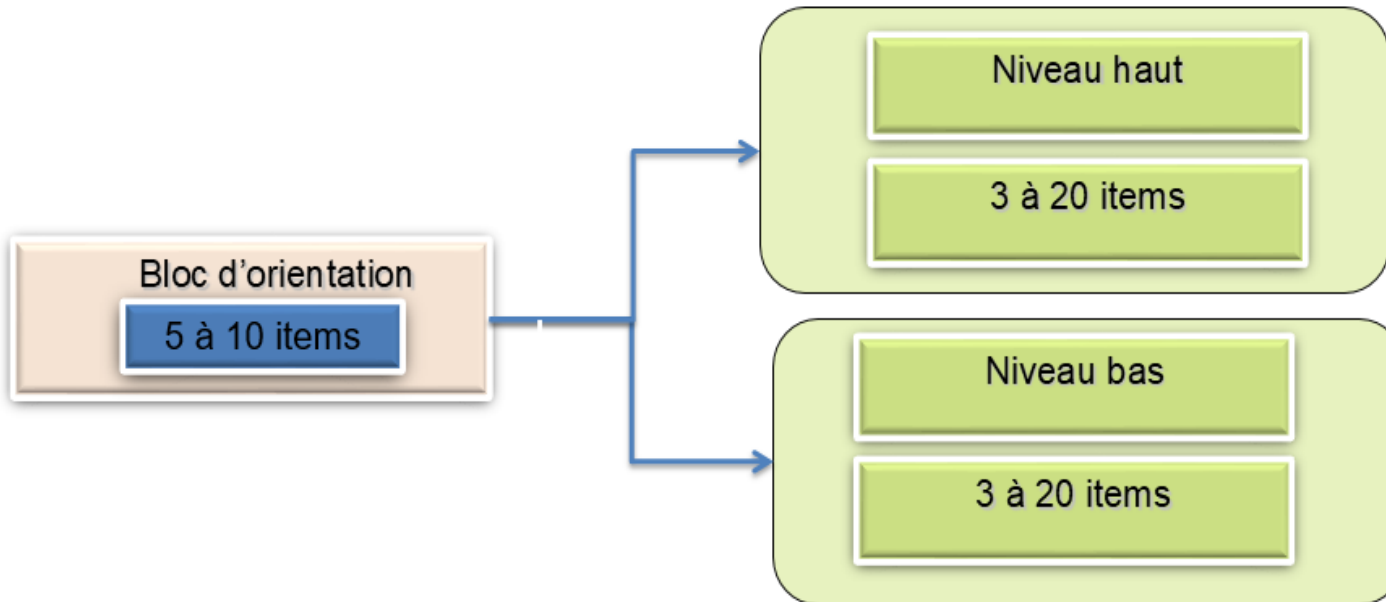 Bloc d’orientation
5 à 10 items
Niveau haut
3 à 20 items
Niveau bas
3 à 20 items